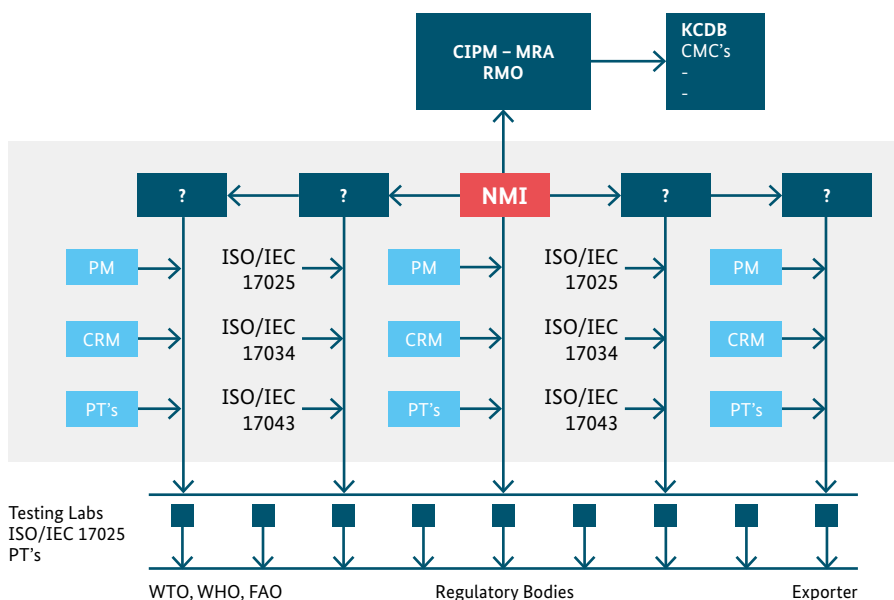 CIPM – MRA
RMO
KCDB
CMC's
-
-
?
?
NMI
?
?
PM
ISO/IEC
17025
PM
ISO/IEC
17025
PM
CRM
ISO/IEC
17034
CRM
ISO/IEC
17034
CRM
PT's
ISO/IEC
17043
PT's
ISO/IEC
17043
PT's
Testing Labs
ISO/IEC 17025
PT's
WTO, WHO, FAO
Regulatory Bodies
Exporter